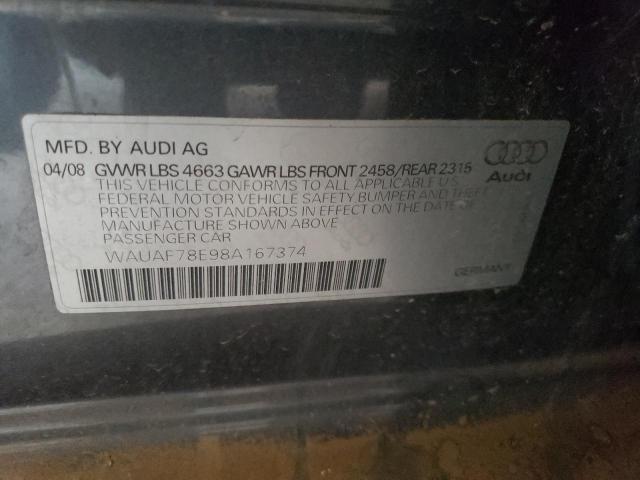 MFD. BY AUDI AG
04/08 GVWR LBS 4663 GAWR LBS FRONT 2458/REAR 2315
THIS VEHICLE CONFORMS TO ALL APPLICABLE U.S.
FEDERAL MOTOR VEHICLE SAFETY BUMPER AND THEFT
PREVENTION STANDARDS IN EFFECT ON THE DATE OF
MANUFACTURE SHOWN ABOVE
PASSENGER CAR
WAUAF78E98A167374
Audi
GERMANY